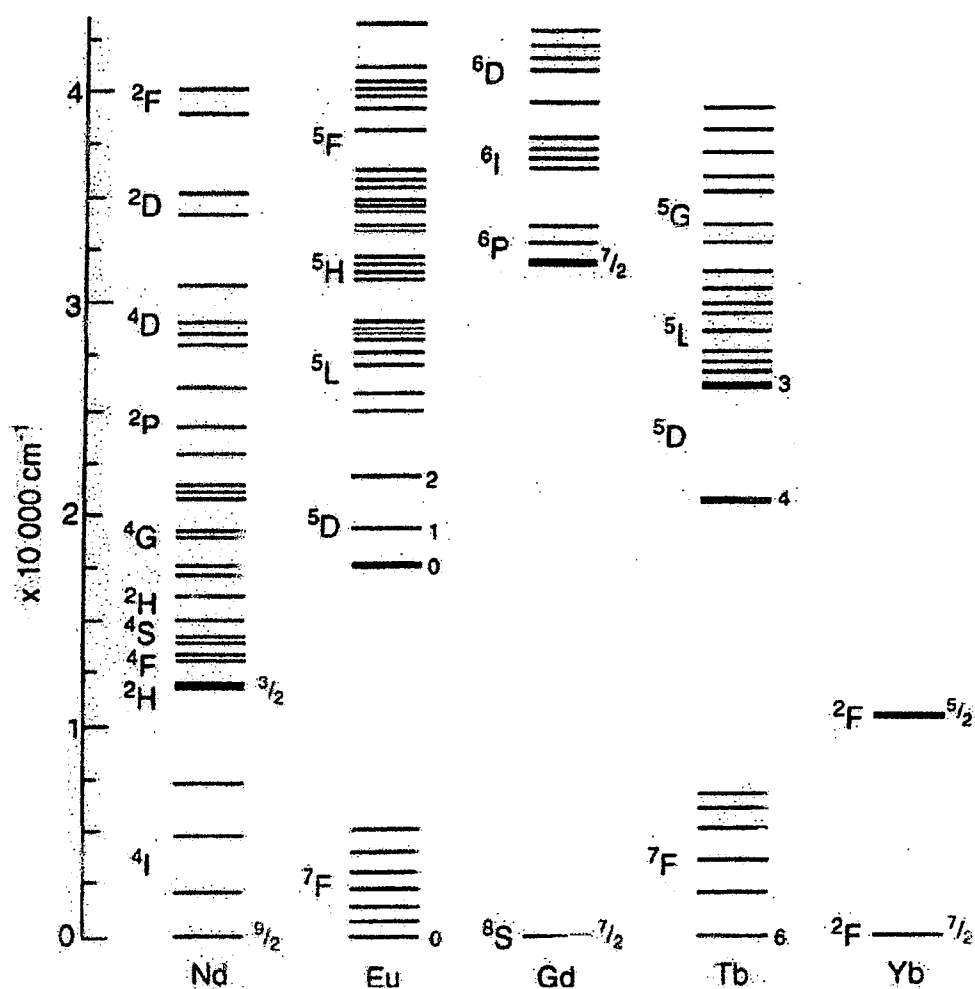 x 10 000 cm⁻¹
4
3
2
1
0
²F
²D
⁴D
²P
⁴G
²H
⁴S
⁴F
²H ³/₂
⁴I
⁹/₂
Nd
⁵F
⁵H
⁵L
2
⁵D 1
0
⁷F
0
Eu
⁶D
⁶I
⁶P ⁷/₂
⁸S ⁷/₂
Gd
⁵G
⁵L
3
⁵D
4
⁷F
6
Tb
²F ⁵/₂
²F ⁷/₂
Yb